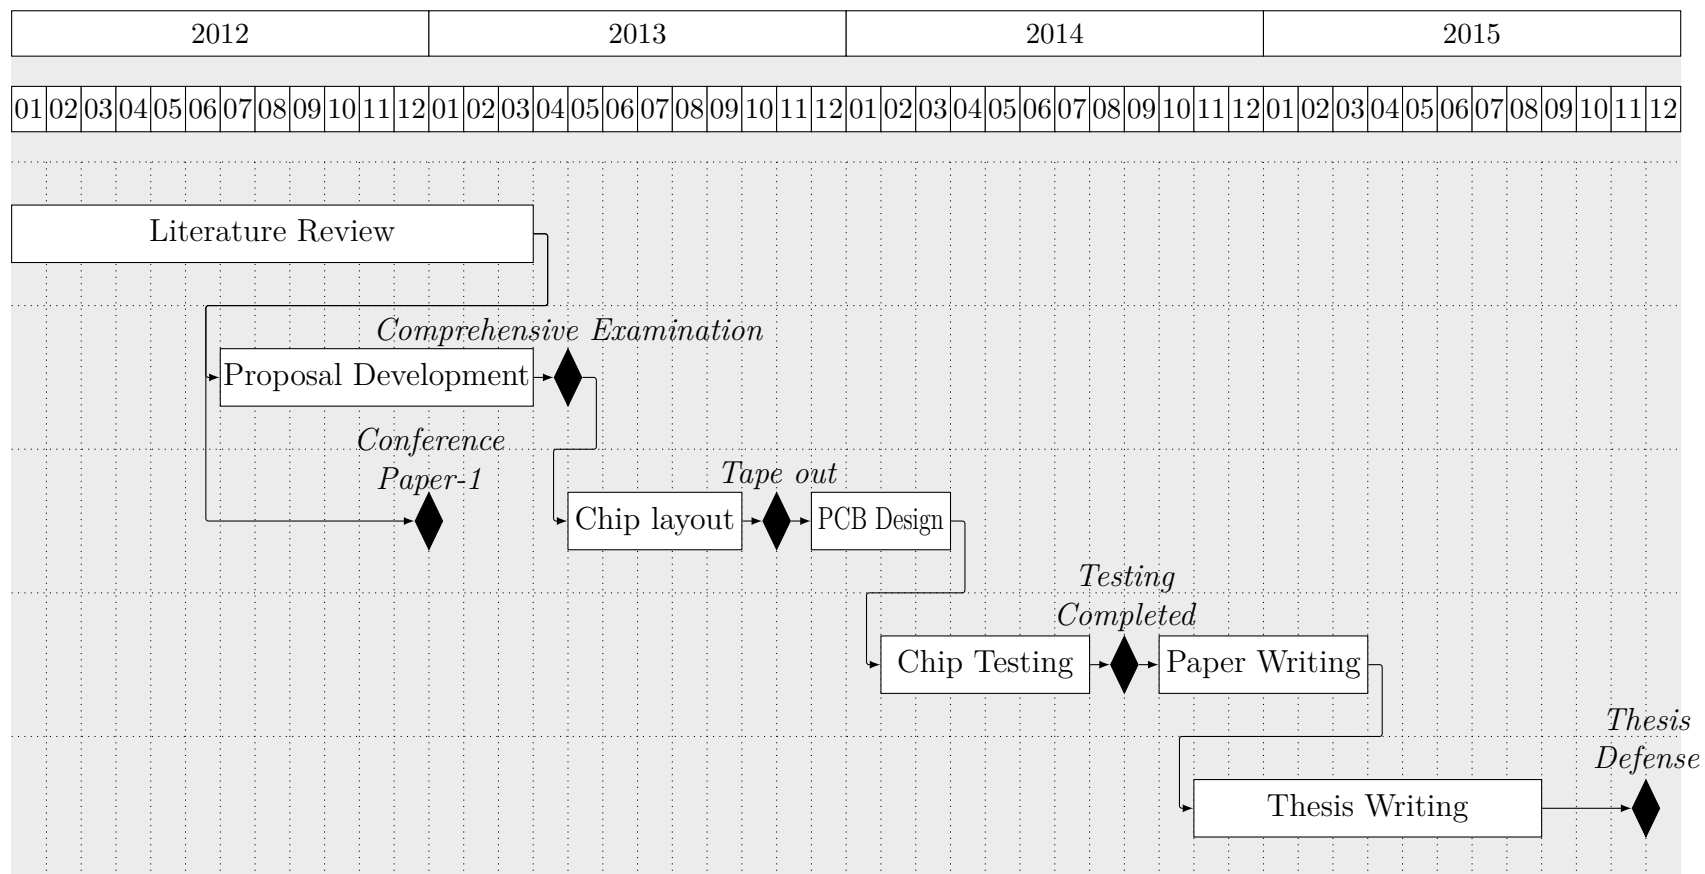 2012 2013 2014 2015
01 02 03 04 05 06 07 08 09 10 11 12 01 02 03 04 05 06 07 08 09 10 11 12 01 02 03 04 05 06 07 08 09 10 11 12 01 02 03 04 05 06 07 08 09 10 11 12
Literature Review
Comprehensive Examination
Proposal Development
Conference
Paper-1
Tape out
Chip layout
PCB Design
Testing
Completed
Chip Testing
Paper Writing
Thesis
Defense
Thesis Writing